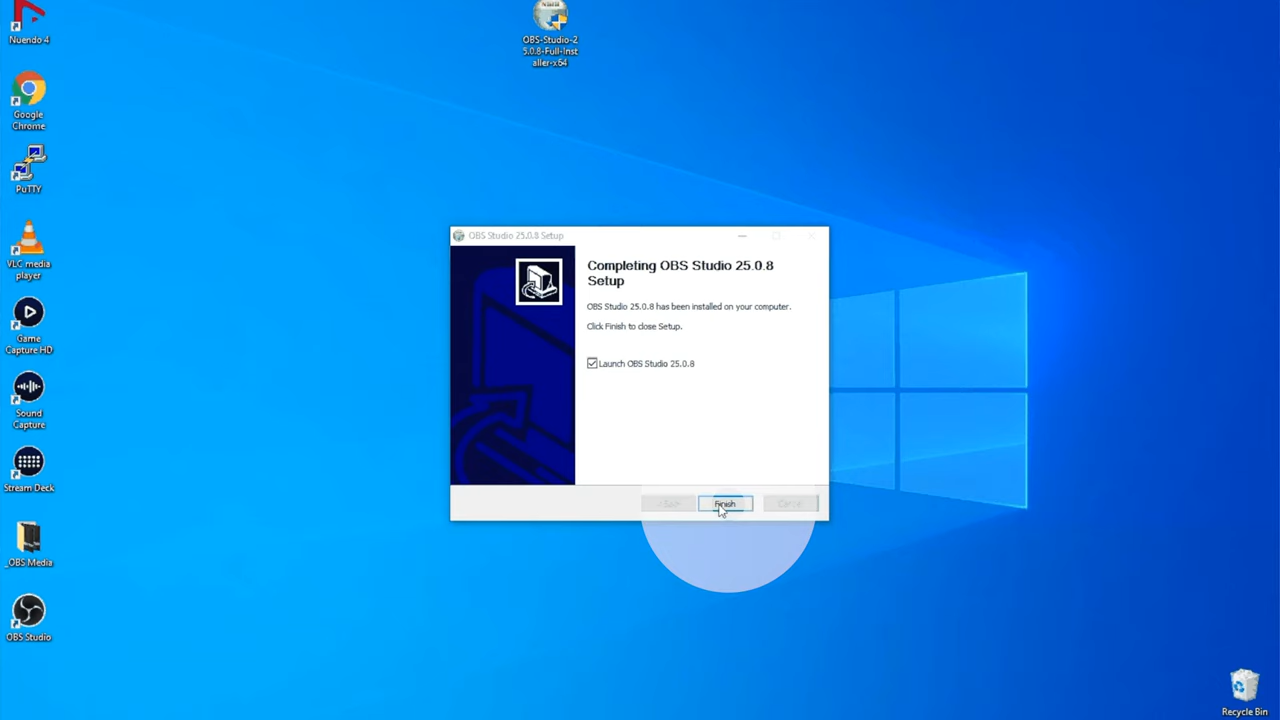 Nuendo 4
OBS-Studio-2
5.0.8-Full-Inst
aller-x64
Google
Chrome
PuTTY
VLC media
player
Game
Capture HD
Sound
Capture
Stream Deck
_OBS Media
OBS Studio
OBS Studio 25.0.8 Setup
Completing OBS Studio 25.0.8
Setup
OBS Studio 25.0.8 has been installed on your computer.
Click Finish to close Setup.
Launch OBS Studio 25.0.8
Finish
Cancel
Recycle Bin